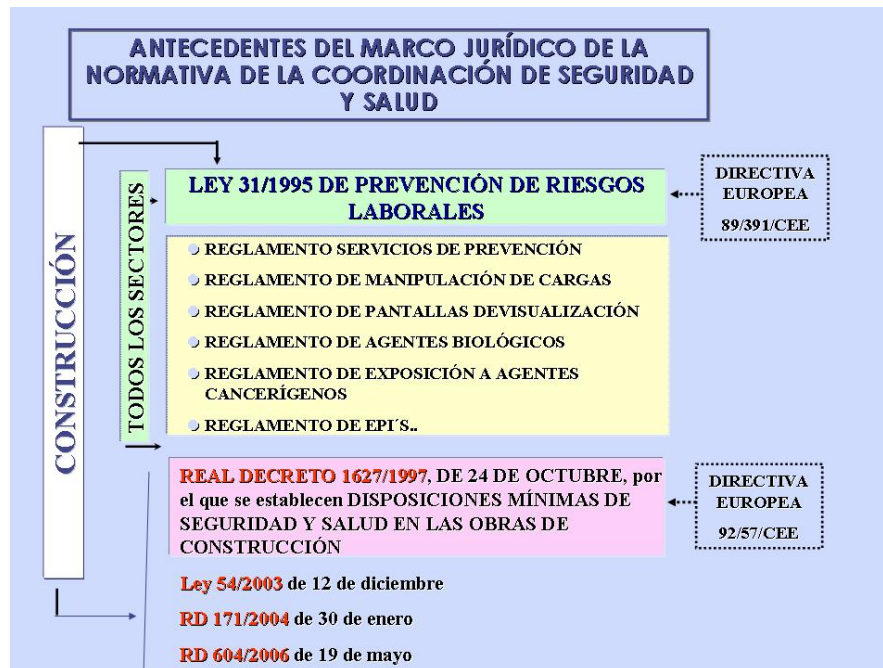 ANTECEDENTES DEL MARCO JURÍDICO DE LA
NORMATIVA DE LA COORDINACIÓN DE SEGURIDAD
Y SALUD
CONSTRUCCIÓN
TODOS LOS SECTORES
LEY 31/1995 DE PREVENCIÓN DE RIESGOS
LABORALES
DIRECTIVA
EUROPEA
89/391/CEE
REGLAMENTO SERVICIOS DE PREVENCIÓN
REGLAMENTO DE MANIPULACIÓN DE CARGAS
REGLAMENTO DE PANTALLAS DEVISUALIZACIÓN
REGLAMENTO DE AGENTES BIOLÓGICOS
REGLAMENTO DE EXPOSICIÓN A AGENTES
CANCERÍGENOS
REGLAMENTO DE EPI´S..
REAL DECRETO 1627/1997, DE 24 DE OCTUBRE, por
el que se establecen DISPOSICIONES MÍNIMAS DE
SEGURIDAD Y SALUD EN LAS OBRAS DE
CONSTRUCCIÓN
DIRECTIVA
EUROPEA
92/57/CEE
Ley 54/2003 de 12 de diciembre
RD 171/2004 de 30 de enero
RD 604/2006 de 19 de mayo